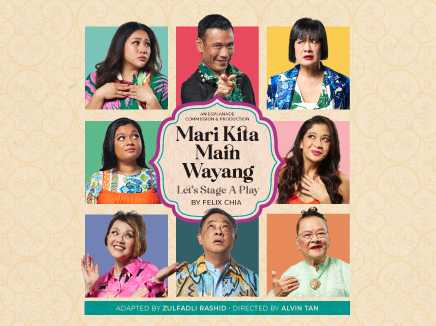 AN ESPLANADE
COMMISSION & PRODUCTION
Mari Kita
Main
Wayang
Let's Stage A Play
BY FELIX CHIA
ADAPTED BY ZULFADLI RASHID · DIRECTED BY ALVIN TAN